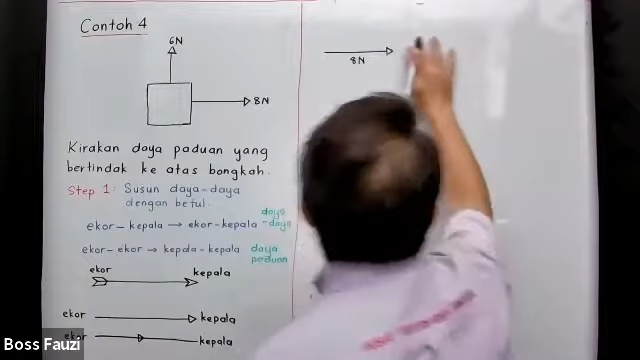 Contoh 4
6N
8N
Kirakan daya paduan yang
bertindak ke atas bongkah.
Step 1: Susun daya-daya
dengan betul.
ekor-kepala → ekor-kepala daya-daya
ekor-ekor → kepala-kepala daya paduan
ekor kepala
ekor kepala
ekor kepala
8N
Boss Fauzi